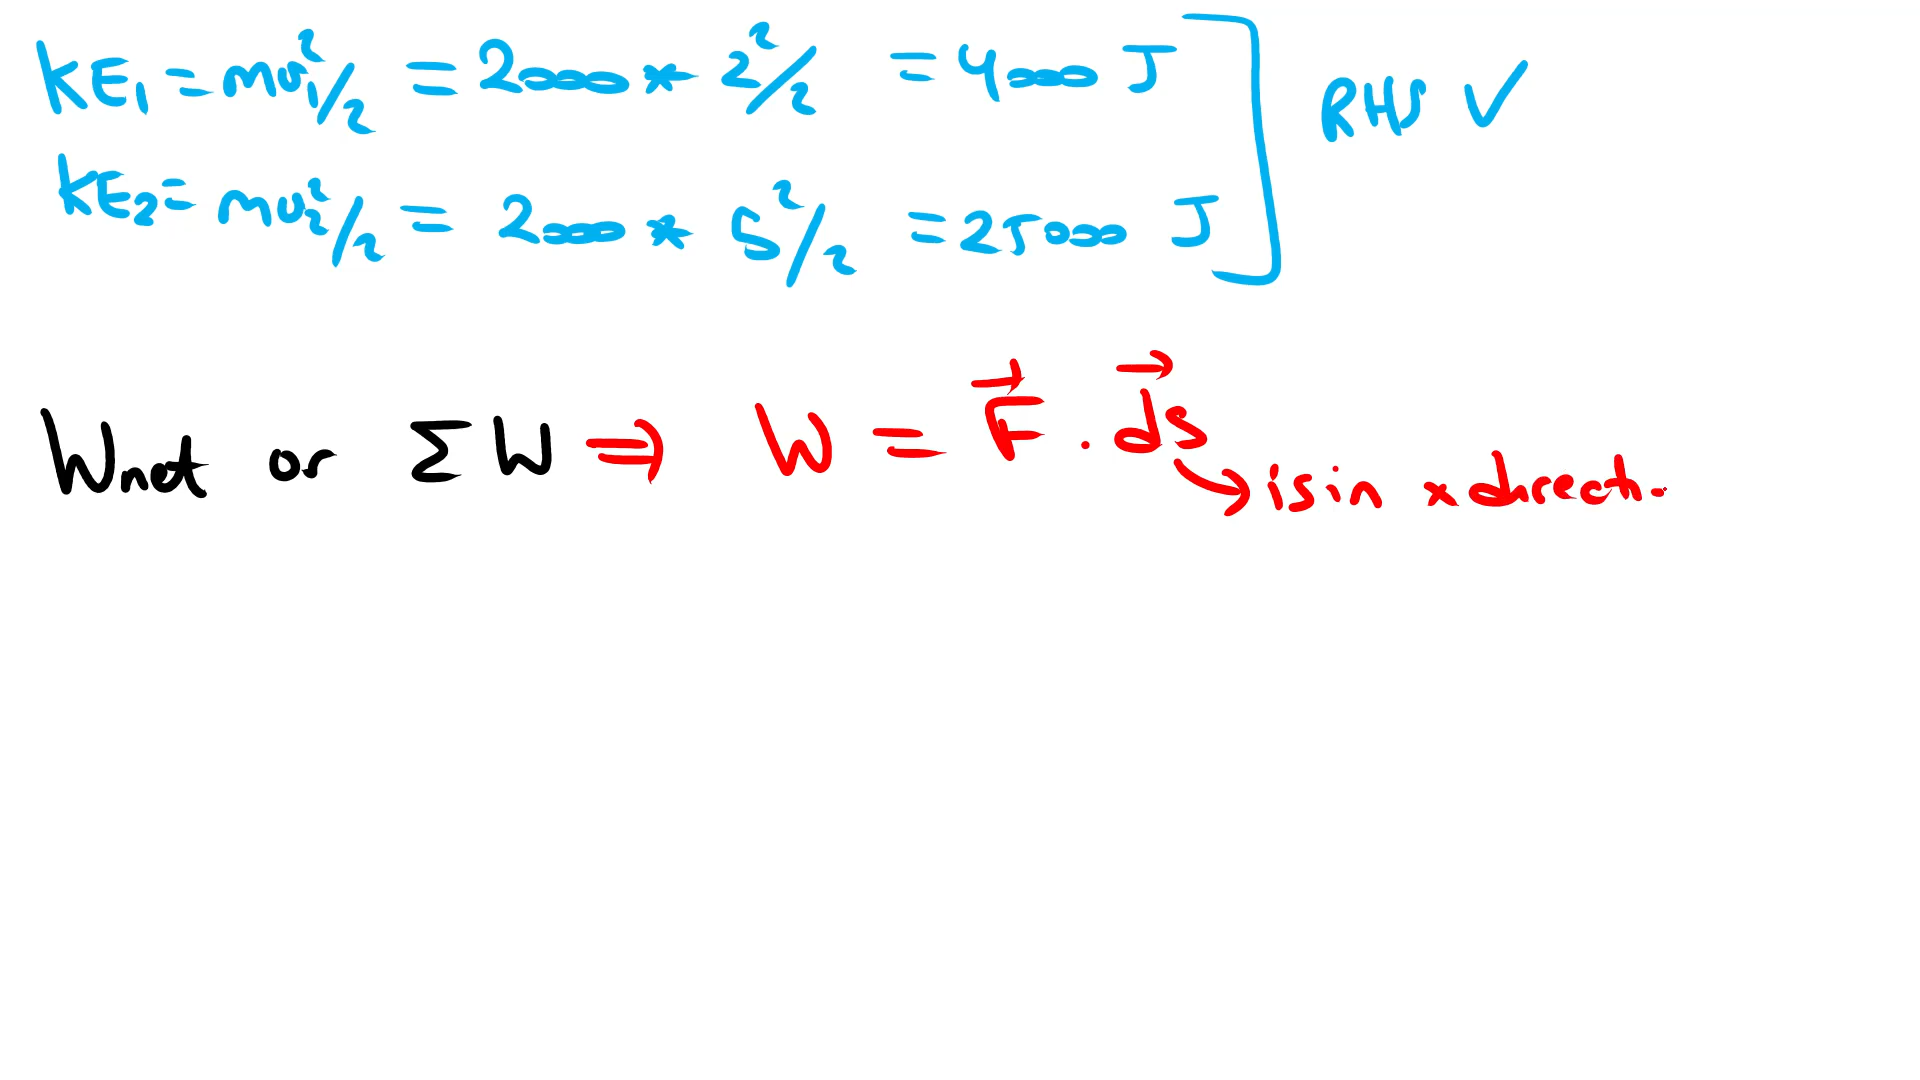 KE₁ = mv₁²/2 = 2000 * 2²/2 = 4000 J
RHS ✓
KE₂ = mv₂²/2 = 2000 * 5²/2 = 25000 J
Wnet or ΣW ⇒ W = F⃗ . ds⃗
→ is in x direct.